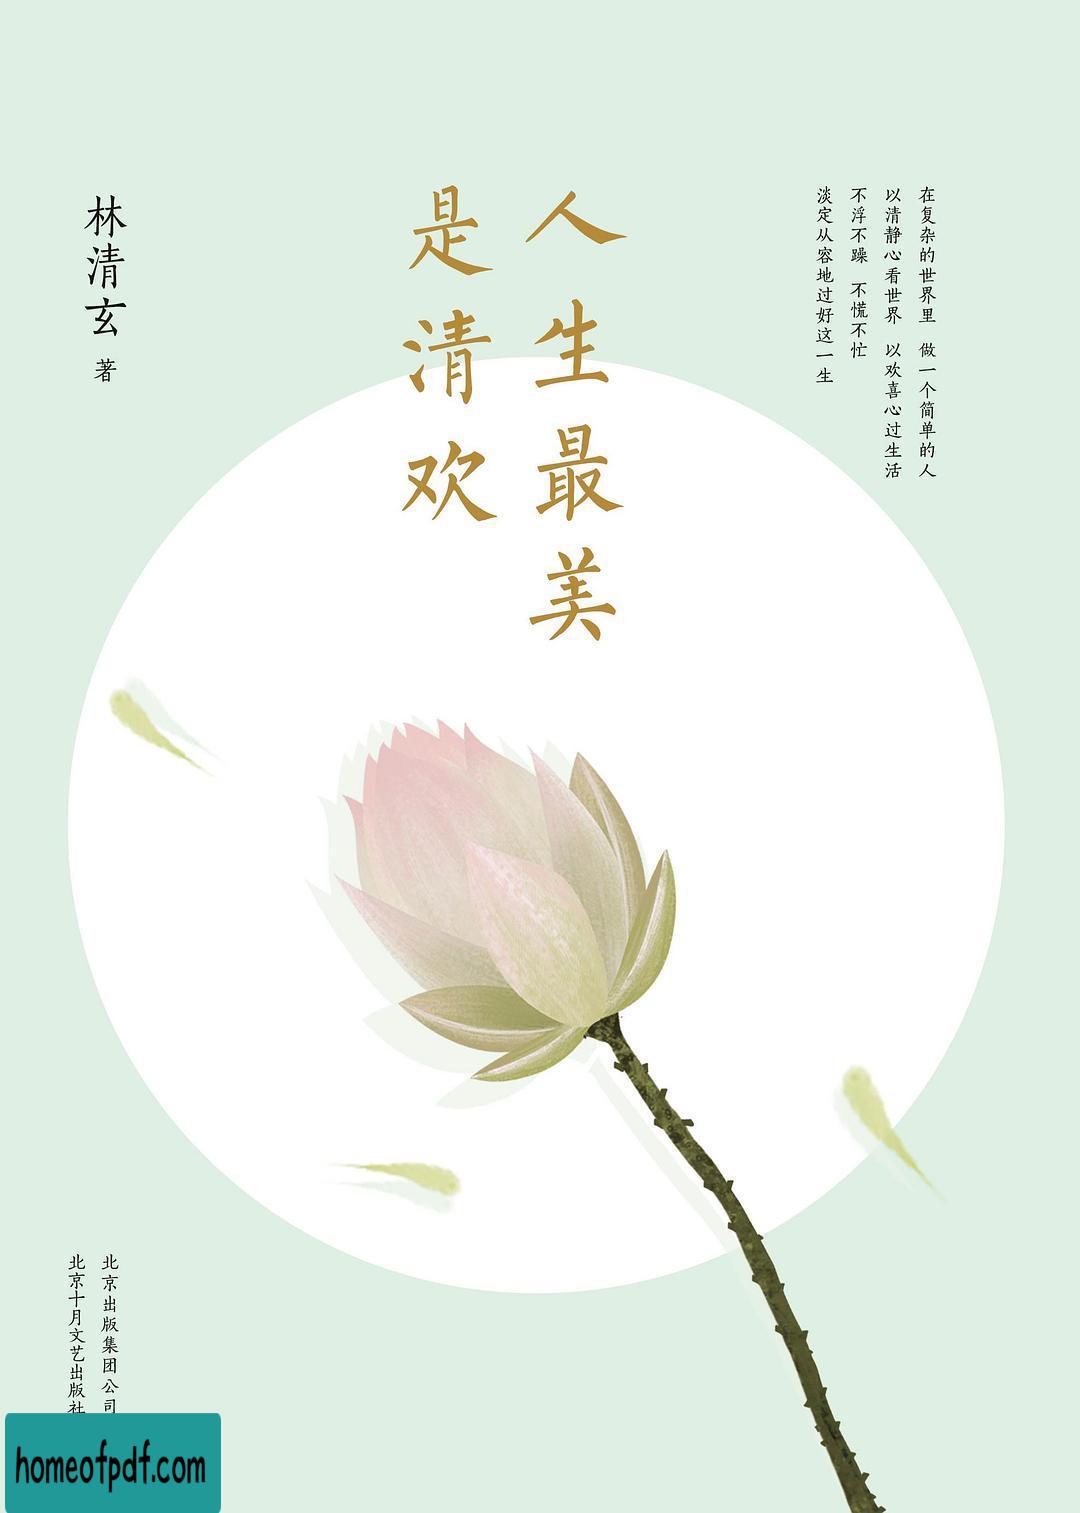 在复杂的世界里 做一个简单的人
以清静心看世界 以欢喜心过生活
不浮不躁 不慌不忙
淡定从容地过好这一生
人生最美
是清欢
林清玄 著
北京出版集团公司
北京十月文艺出版社
homeofpdf.com